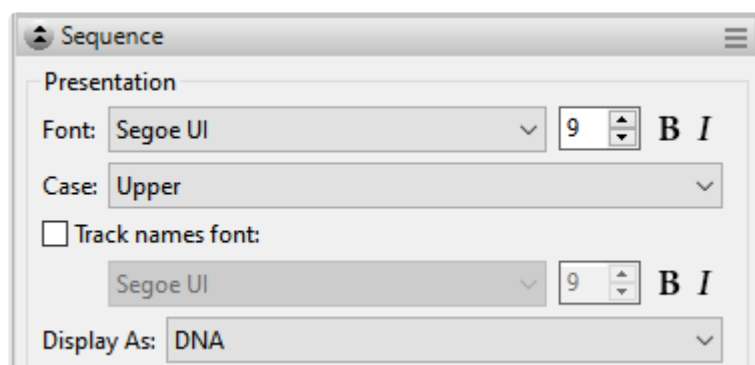 Sequence
Presentation
Font: Segoe UI 9 B I
Case: Upper
Track names font:
Segoe UI 9 B I
Display As: DNA